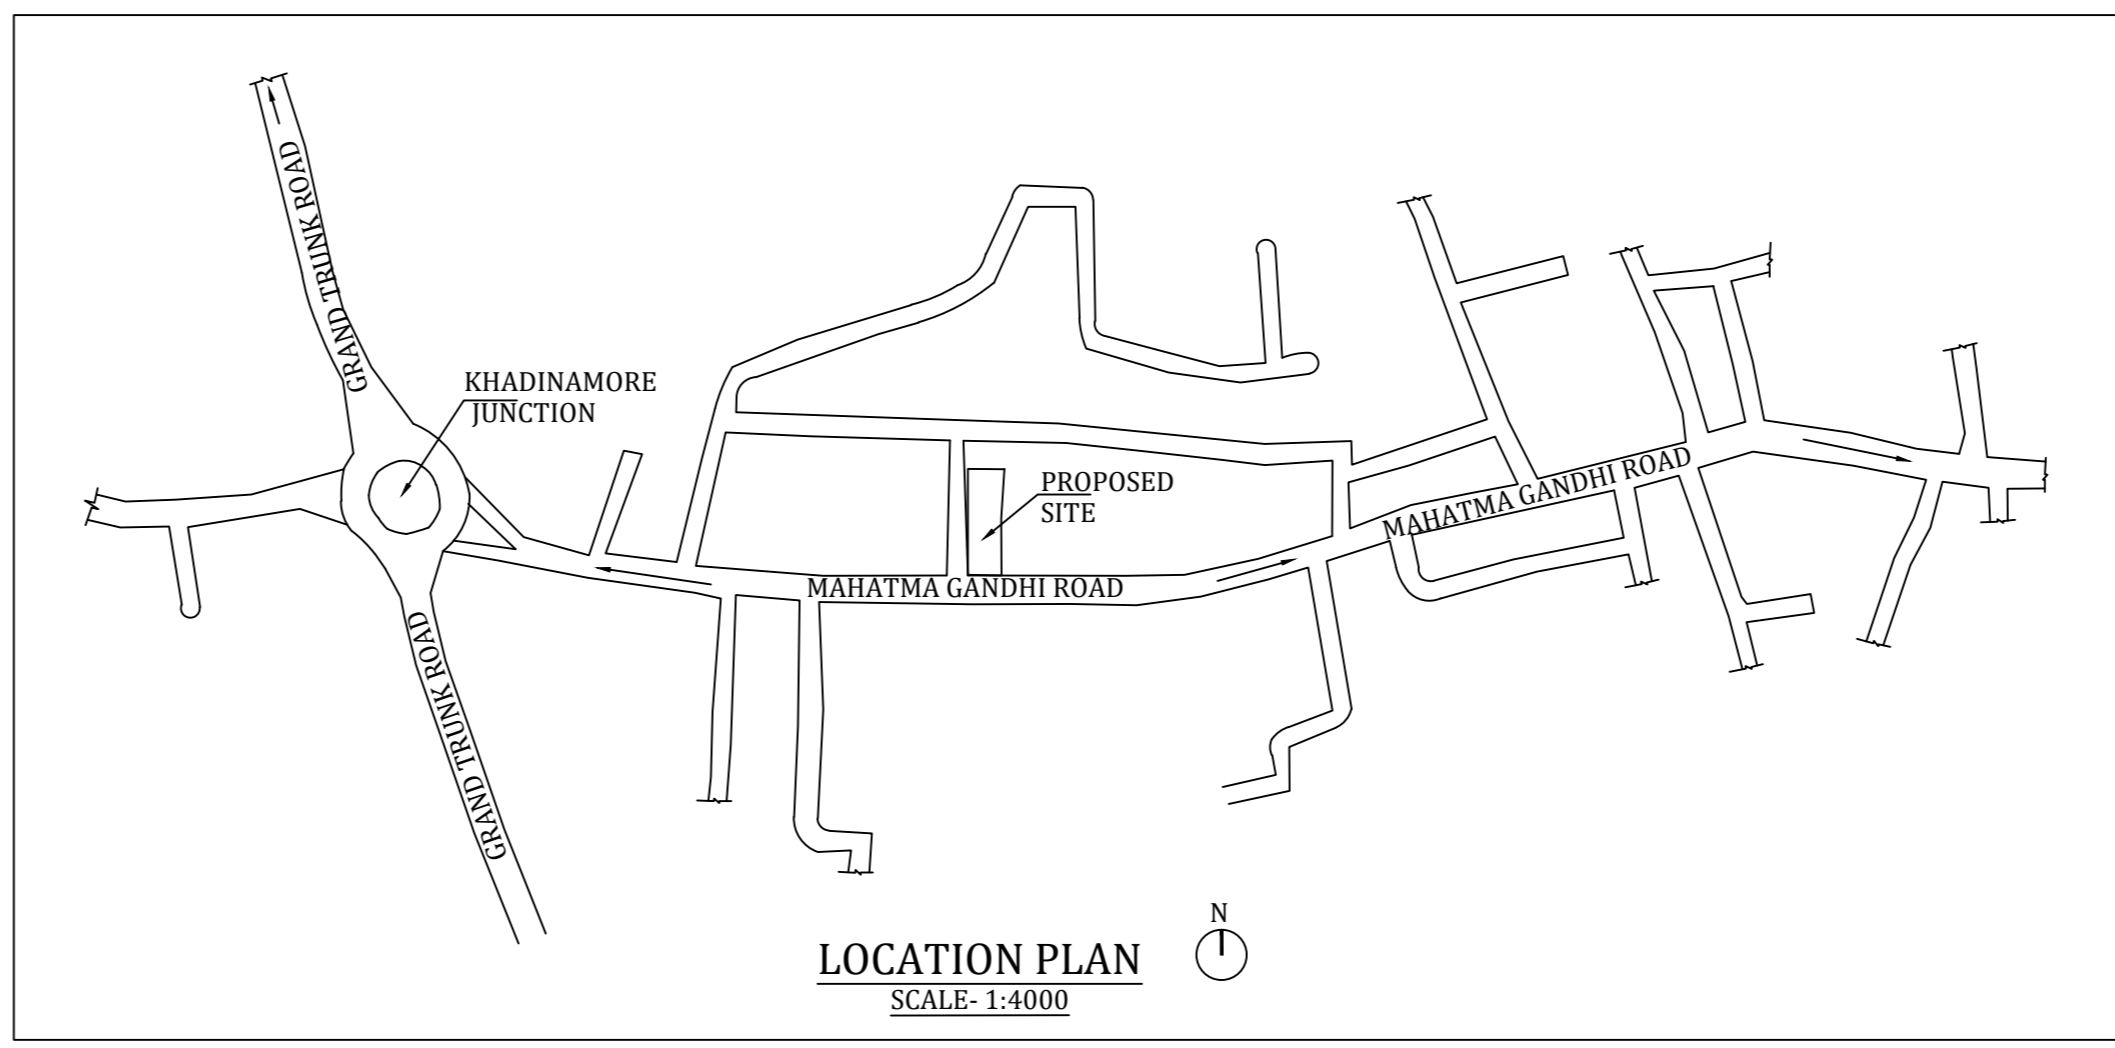 GRAND TRUNK ROAD
KHADINAMORE
JUNCTION
PROPOSED
SITE
MAHATMA GANDHI ROAD
MAHATMA GANDHI ROAD
GRAND TRUNK ROAD
N
LOCATION PLAN
SCALE- 1:4000